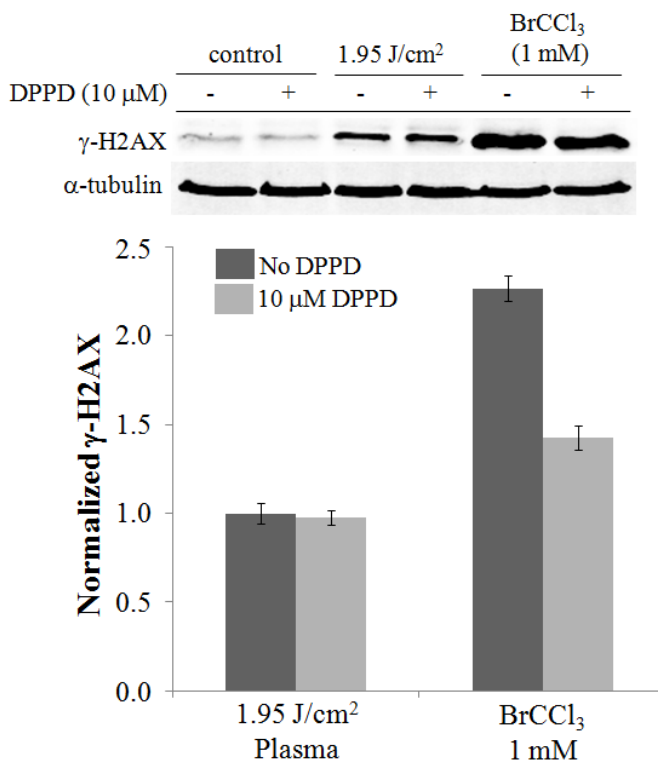 BrCCl₃
control 1.95 J/cm² (1 mM)
DPPD (10 μM) - + - + - +
γ-H2AX
α-tubulin
2.5
No DPPD
10 μM DPPD
2.0
1.5
1.0
0.5
0.0
Normalized γ-H2AX
1.95 J/cm² BrCCl₃
Plasma 1 mM